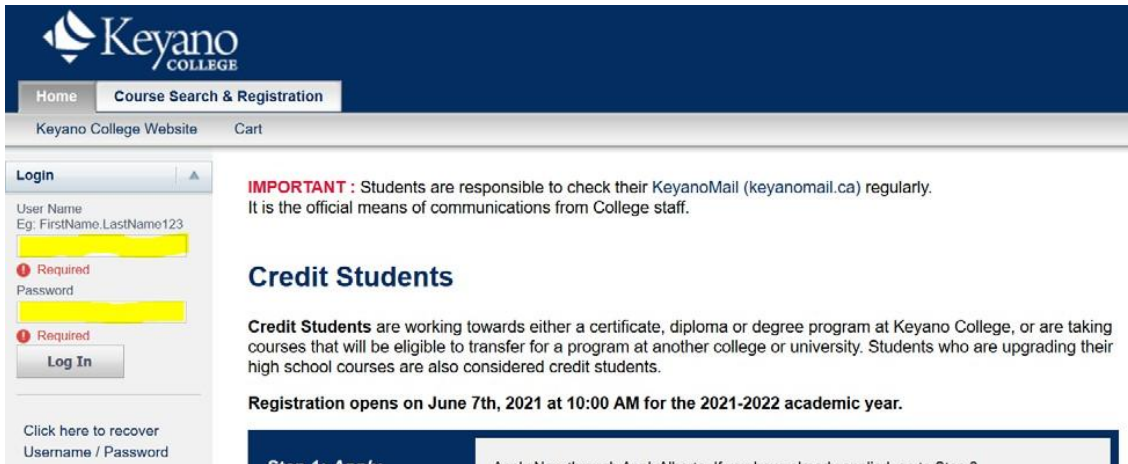 Keyano
COLLEGE
Home
Course Search & Registration
Keyano College Website
Cart
Login
User Name
Eg: FirstName.LastName123
Required
Password
Required
Log In
Click here to recover
Username / Password
IMPORTANT : Students are responsible to check their KeyanoMail (keyanomail.ca) regularly.
It is the official means of communications from College staff.
Credit Students
Credit Students are working towards either a certificate, diploma or degree program at Keyano College, or are taking
courses that will be eligible to transfer for a program at another college or university. Students who are upgrading their
high school courses are also considered credit students.
Registration opens on June 7th, 2021 at 10:00 AM for the 2021-2022 academic year.